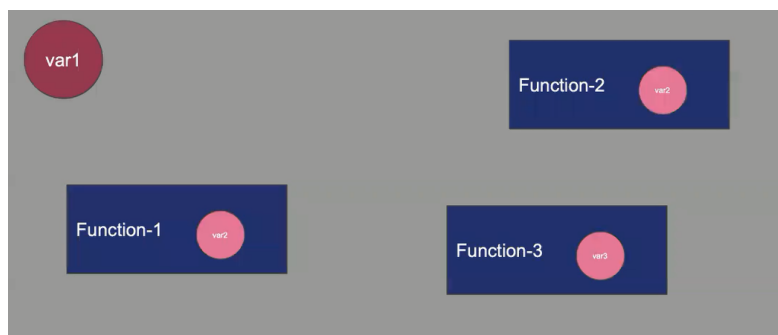 var1
Function-2
var2
Function-1
var2
Function-3
var3